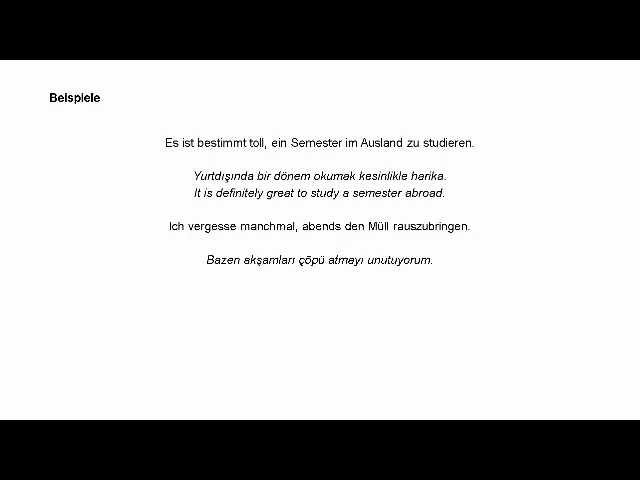 Beispiele
Es ist bestimmt toll, ein Semester im Ausland zu studieren.
Yurtdışında bir dönem okumak kesinlikle harika.
It is definitely great to study a semester abroad.
Ich vergesse manchmal, abends den Müll rauszubringen.
Bazen akşamları çöpü atmayı unutuyorum.